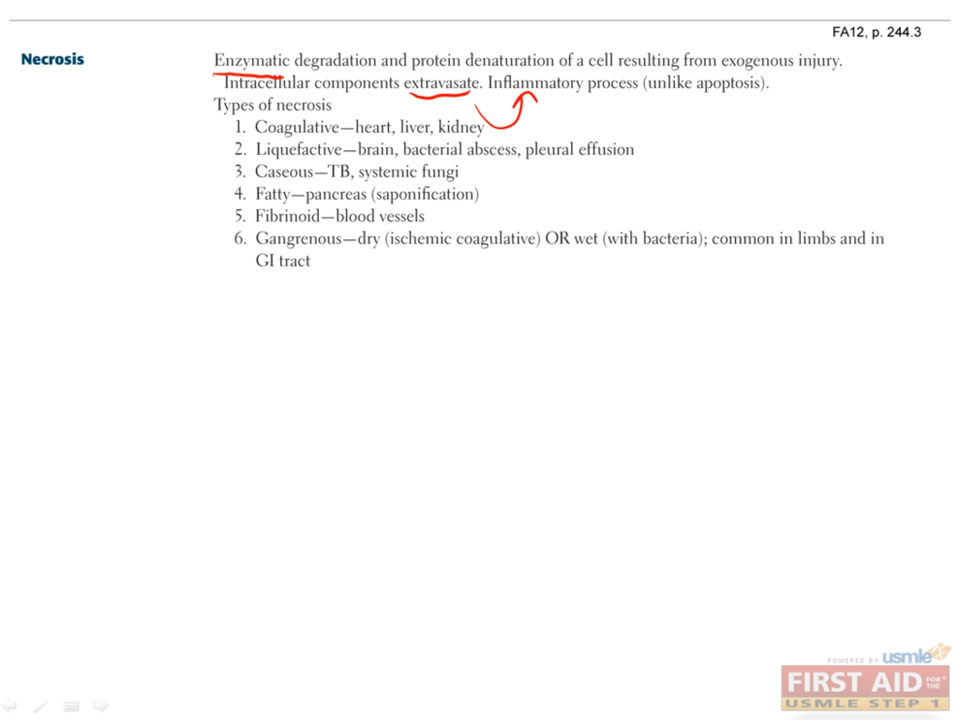 FA12, p. 244.3
Necrosis
Enzymatic degradation and protein denaturation of a cell resulting from exogenous injury.
Intracellular components extravasate. Inflammatory process (unlike apoptosis).
Types of necrosis
1. Coagulative—heart, liver, kidney
2. Liquefactive—brain, bacterial abscess, pleural effusion
3. Caseous—TB, systemic fungi
4. Fatty—pancreas (saponification)
5. Fibrinoid—blood vessels
6. Gangrenous—dry (ischemic coagulative) OR wet (with bacteria); common in limbs and in
GI tract
POWERED BY usmle
FIRST AID FOR THE
USMLE STEP 1